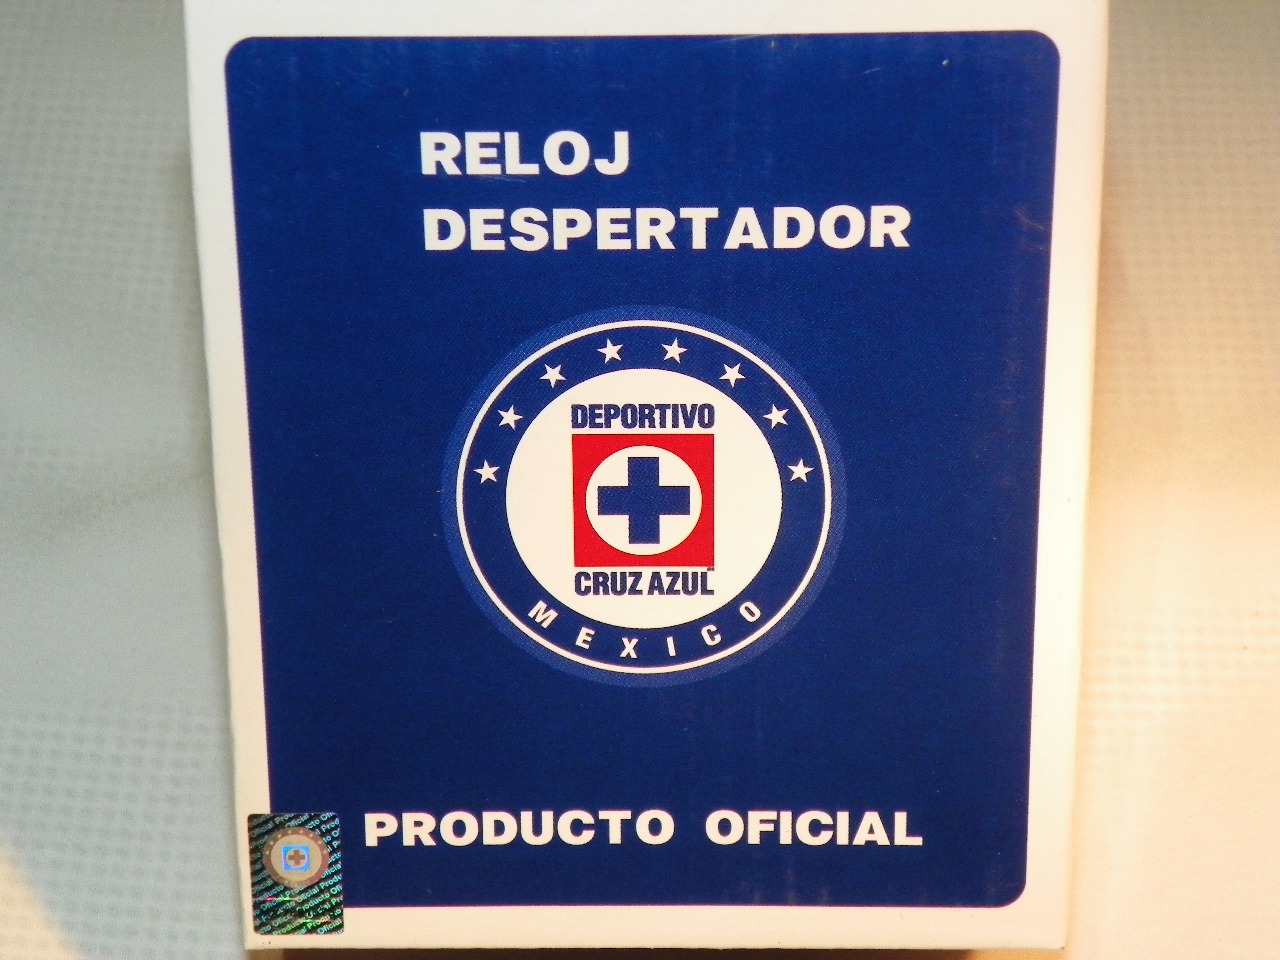 RELOJ
DESPERTADOR
DEPORTIVO
CRUZ AZUL
MEXICO
PRODUCTO OFICIAL